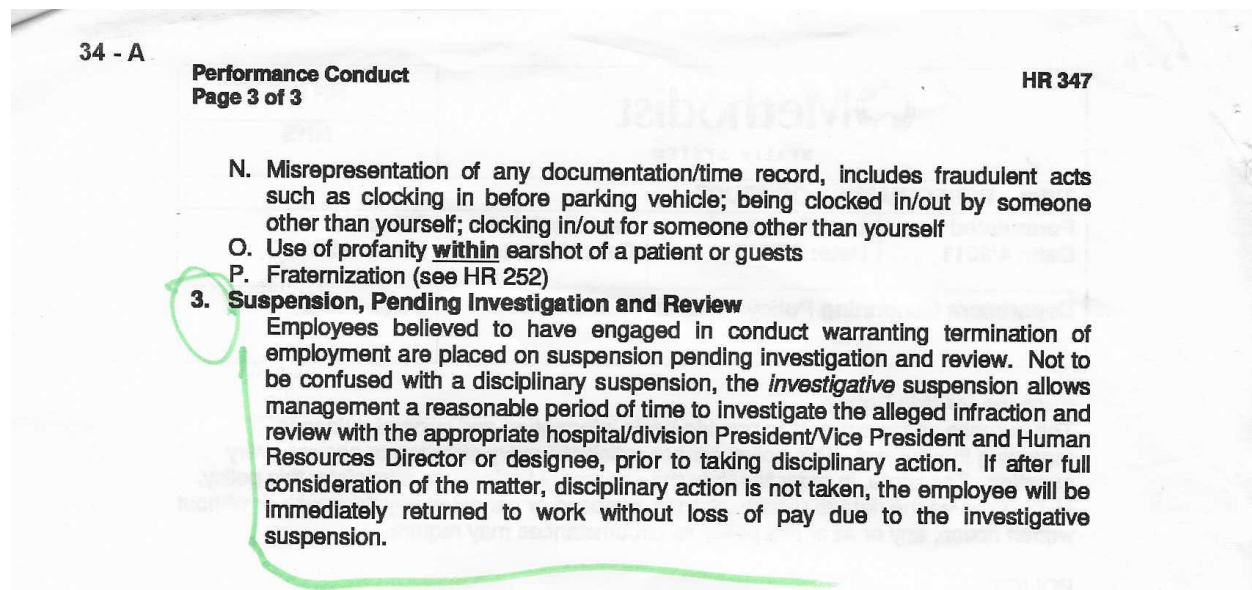 34 - A
Performance Conduct
HR 347
Page 3 of 3
N. Misrepresentation of any documentation/time record, includes fraudulent acts
such as clocking in before parking vehicle; being clocked in/out by someone
other than yourself; clocking in/out for someone other than yourself
O. Use of profanity within earshot of a patient or guests
P. Fraternization (see HR 252)
3. Suspension, Pending Investigation and Review
Employees believed to have engaged in conduct warranting termination of
employment are placed on suspension pending investigation and review. Not to
be confused with a disciplinary suspension, the investigative suspension allows
management a reasonable period of time to investigate the alleged infraction and
review with the appropriate hospital/division President/Vice President and Human
Resources Director or designee, prior to taking disciplinary action. If after full
consideration of the matter, disciplinary action is not taken, the employee will be
immediately returned to work without loss of pay due to the investigative
suspension.